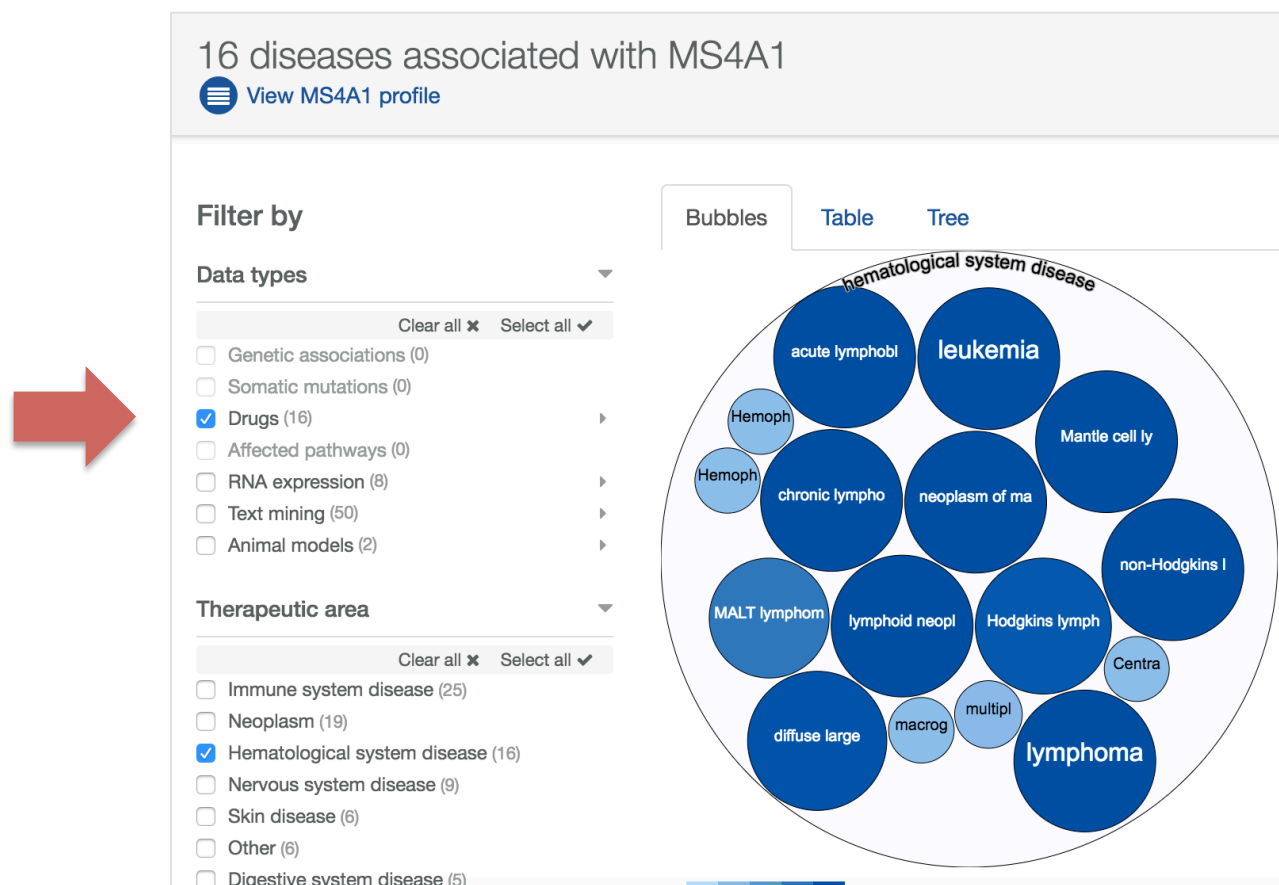 16 diseases associated with MS4A1
View MS4A1 profile
Filter by
Data types
Clear all Select all
Genetic associations (0)
Somatic mutations (0)
Drugs (16)
Affected pathways (0)
RNA expression (8)
Text mining (50)
Animal models (2)
Therapeutic area
Clear all Select all
Immune system disease (25)
Neoplasm (19)
Hematological system disease (16)
Nervous system disease (9)
Skin disease (6)
Other (6)
Digestive system disease (5)
Bubbles Table Tree
hematological system disease
acute lymphobl
leukemia
Hemoph
Mantle cell ly
Hemoph
chronic lympho
neoplasm of ma
non-Hodgkins l
MALT lymphom
lymphoid neopl
Hodgkins lymph
Centra
multipl
macrog
diffuse large
lymphoma